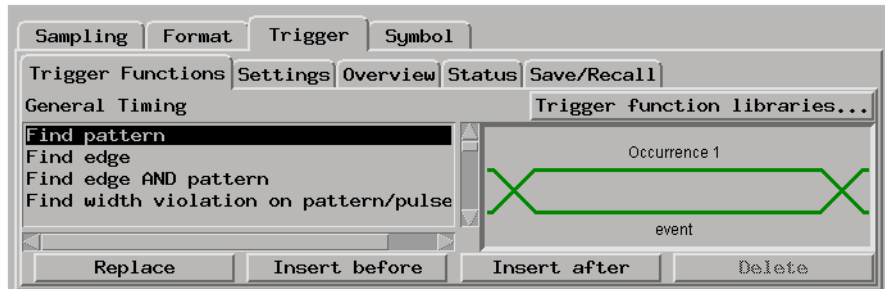 Sampling Format Trigger Symbol
Trigger Functions Settings Overview Status Save/Recall
General Timing Trigger function libraries...
Find pattern
Find edge
Find edge AND pattern
Find width violation on pattern/pulse
Occurrence 1
event
Replace Insert before Insert after Delete